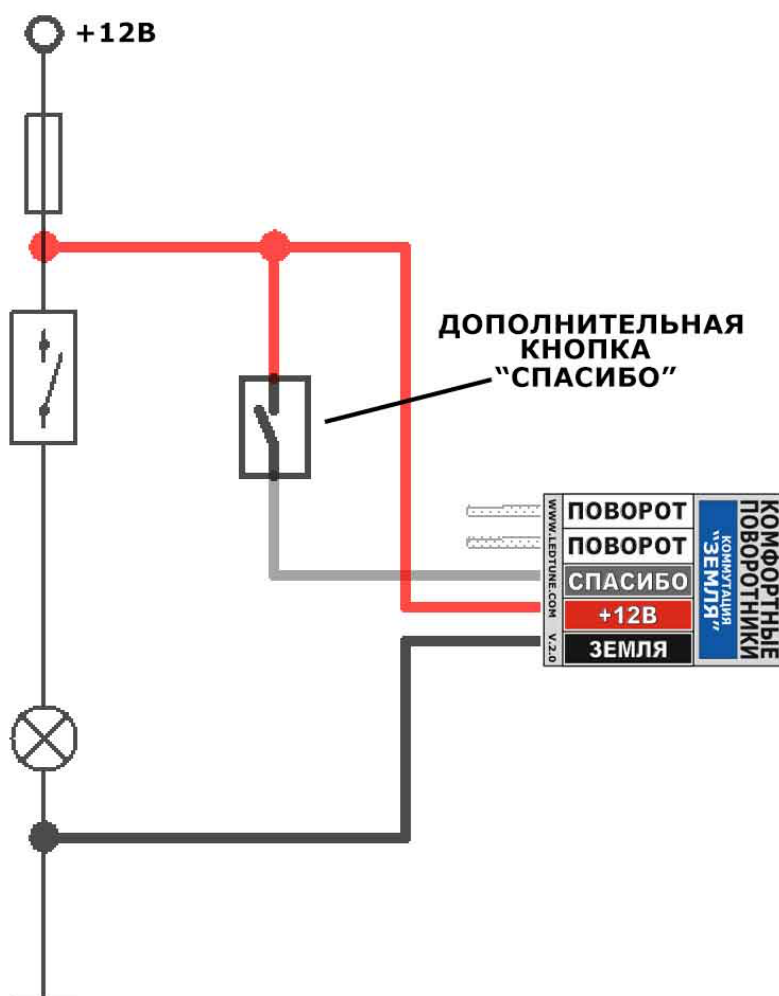 +12В
ДОПОЛНИТЕЛЬНАЯ
КНОПКА
“СПАСИБО”
WWW.LEDTUNE.COM V.2.0
ПОВОРОТ
ПОВОРОТ
СПАСИБО
+12В
ЗЕМЛЯ
КОММУТАЦИЯ
“ЗЕМЛЯ”
КОМФОРТНЫЕ
ПОВОРОТНИКИ